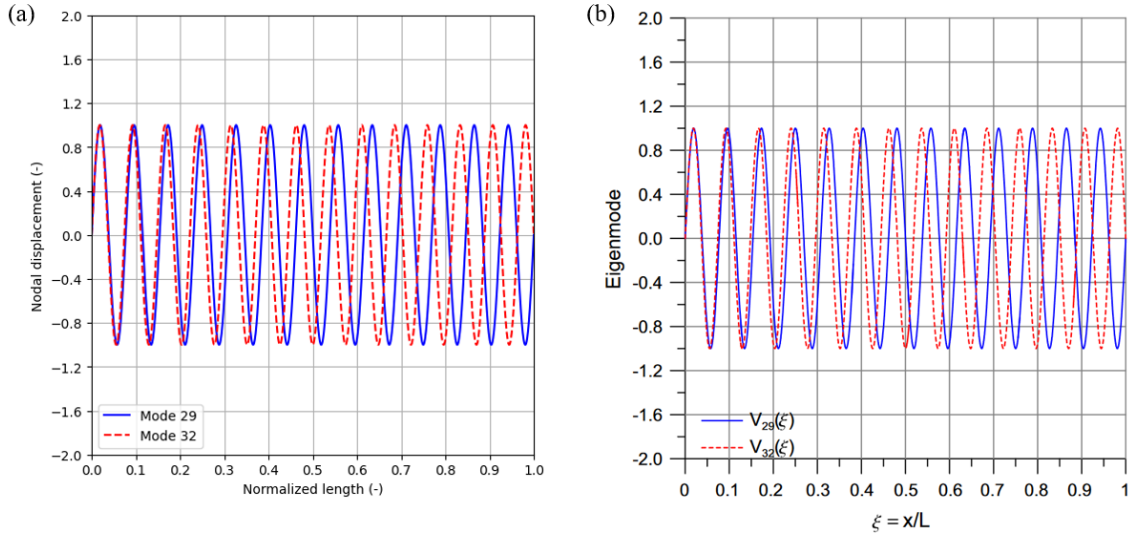 (a)
2.0
1.6
1.2
0.8
0.4
0.0
−0.4
−0.8
−1.2
−1.6
−2.0
Nodal displacement (-)
Mode 29
Mode 32
0.0 0.1 0.2 0.3 0.4 0.5 0.6 0.7 0.8 0.9 1.0
Normalized length (-)
(b)
2.0
1.6
1.2
0.8
0.4
0.0
-0.4
-0.8
-1.2
-1.6
-2.0
Eigenmode
V29(ξ)
V32(ξ)
0 0.1 0.2 0.3 0.4 0.5 0.6 0.7 0.8 0.9 1
ξ = x/L